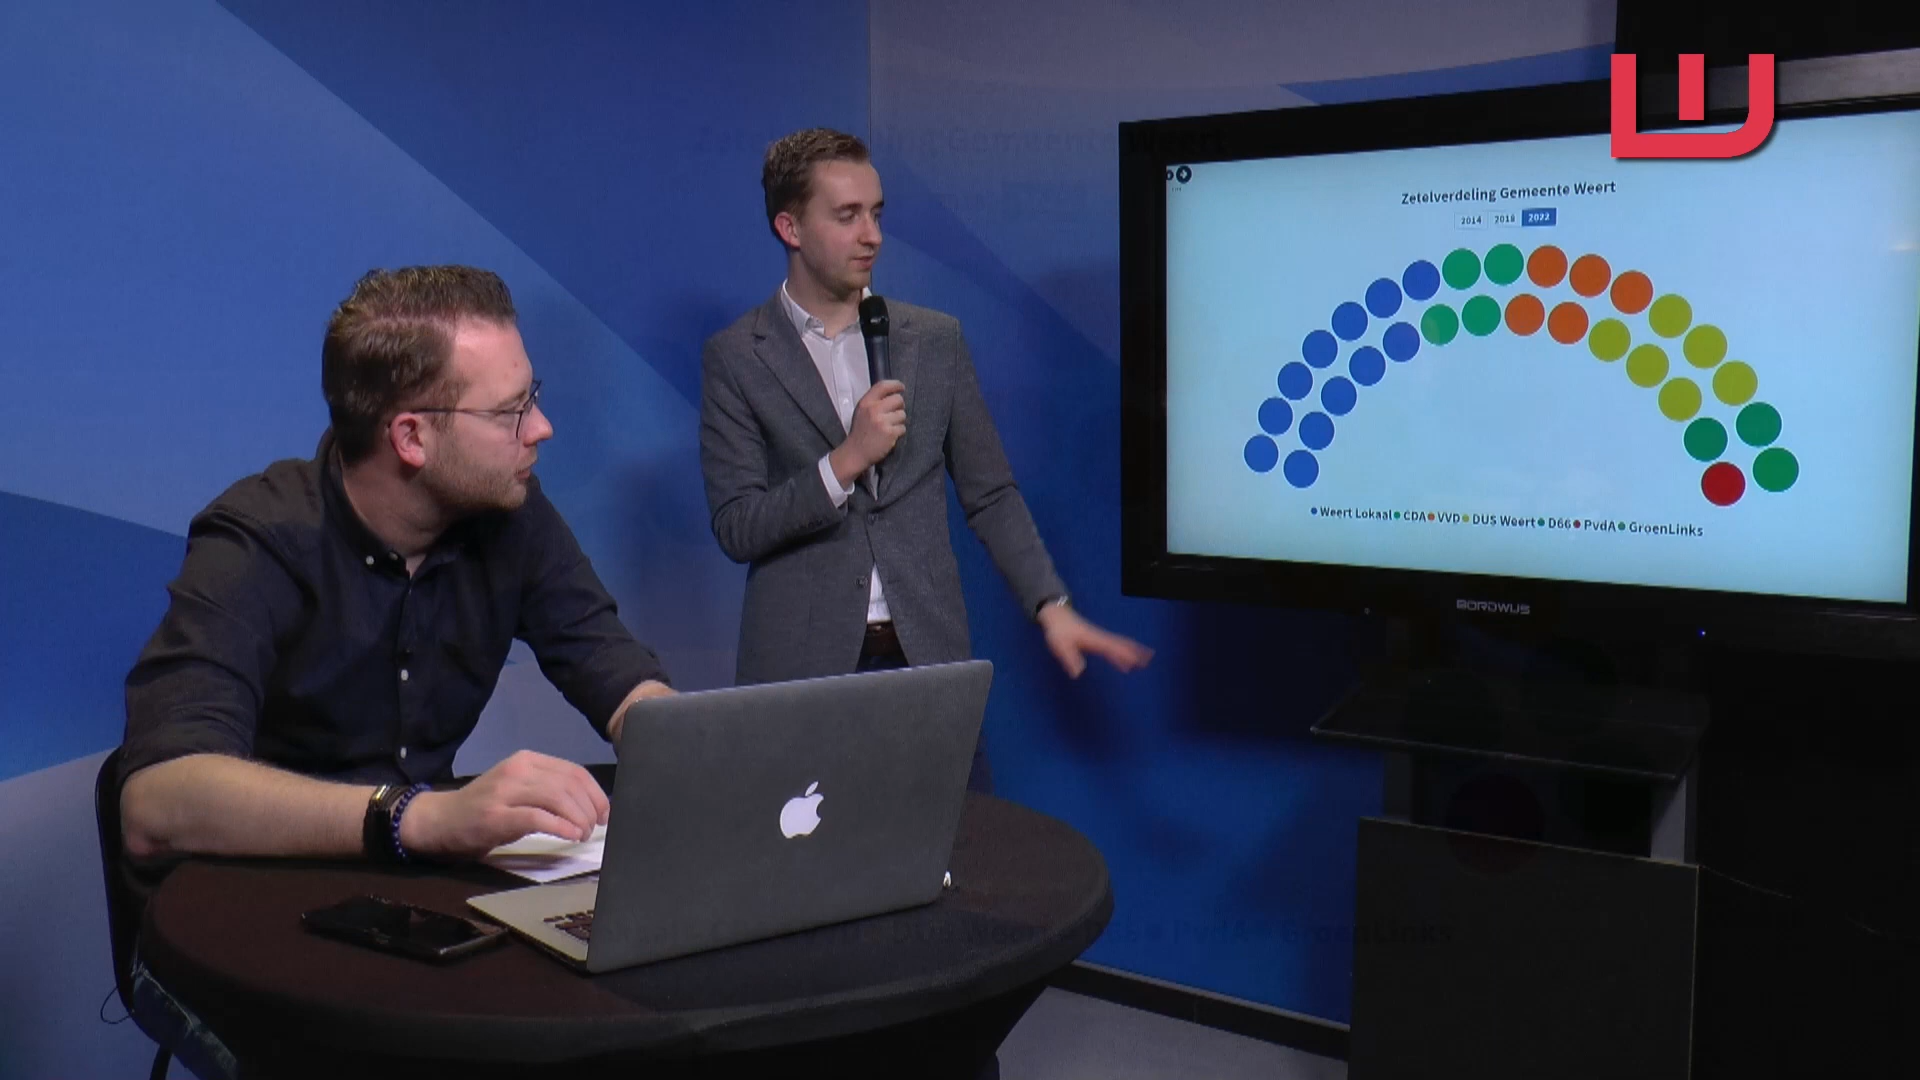 Zetelverdeling Gemeente Weert
2014 2018 2022
Weert Lokaal CDA VVD DUS Weert D66 PvdA GroenLinks
BORDWIJS